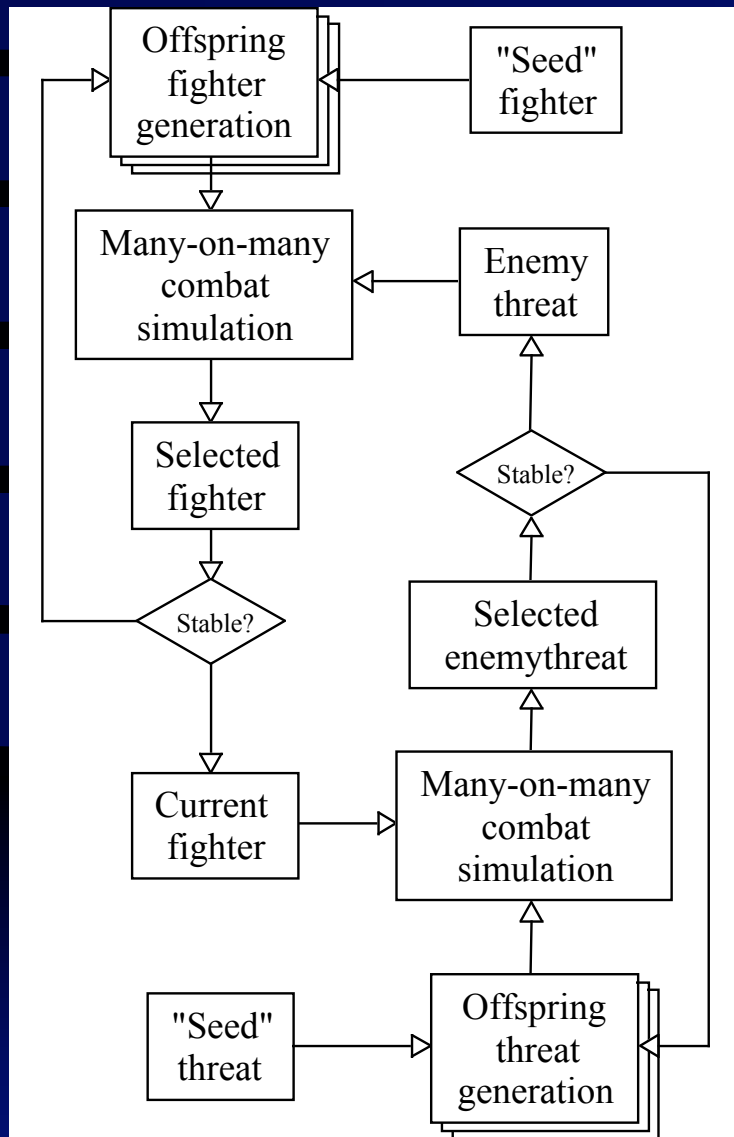 Offspring
fighter
generation
"Seed"
fighter
Many-on-many
combat
simulation
Enemy
threat
Selected
fighter
Stable?
Stable?
Selected
enemythreat
Current
fighter
Many-on-many
combat
simulation
"Seed"
threat
Offspring
threat
generation